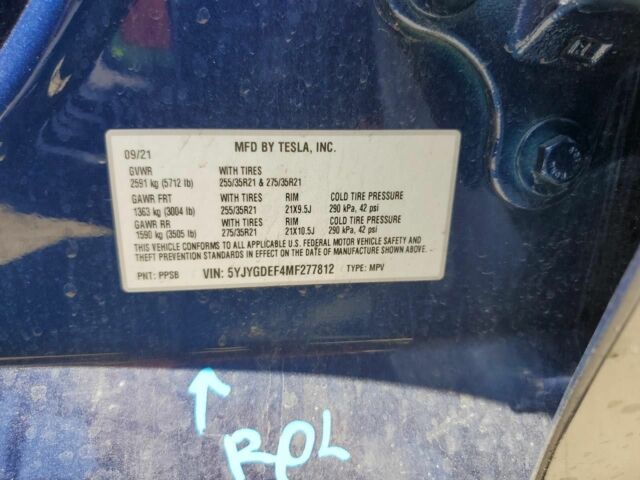 09/21 MFD BY TESLA, INC.
GVWR WITH TIRES
2591 kg (5712 lb) 255/35R21 & 275/35R21
GAWR FRT WITH TIRES RIM COLD TIRE PRESSURE
1363 kg (3004 lb) 255/35R21 21X9.5J 290 kPa, 42 psi
GAWR RR WITH TIRES RIM COLD TIRE PRESSURE
1590 kg (3505 lb) 275/35R21 21X10.5J 290 kPa, 42 psi
THIS VEHICLE CONFORMS TO ALL APPLICABLE U.S. FEDERAL MOTOR VEHICLE SAFETY AND
THEFT PREVENTION STANDARDS IN EFFECT ON THE DATE OF MANUFACTURE SHOWN ABOVE.
PNT: PPSB VIN: 5YJYGDEF4MF277812 TYPE: MPV
RPL